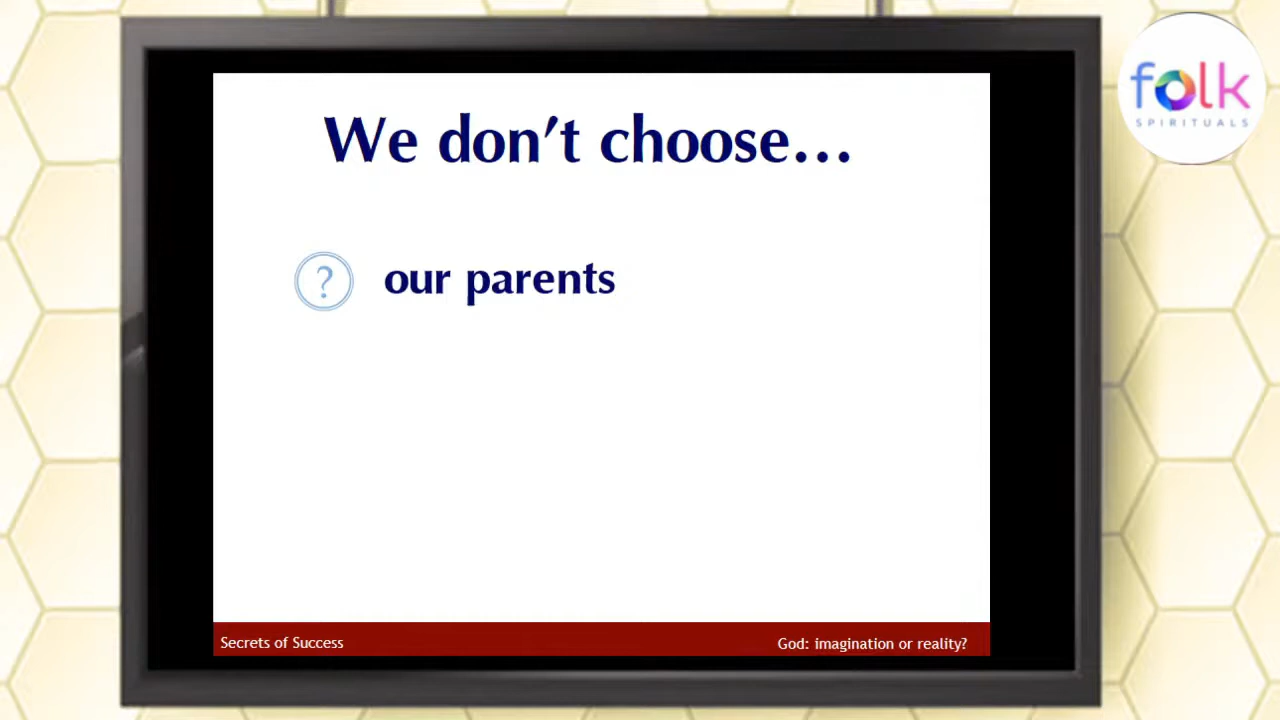 folk
SPIRITUALS
We don't choose...
? our parents
Secrets of Success
God: imagination or reality?